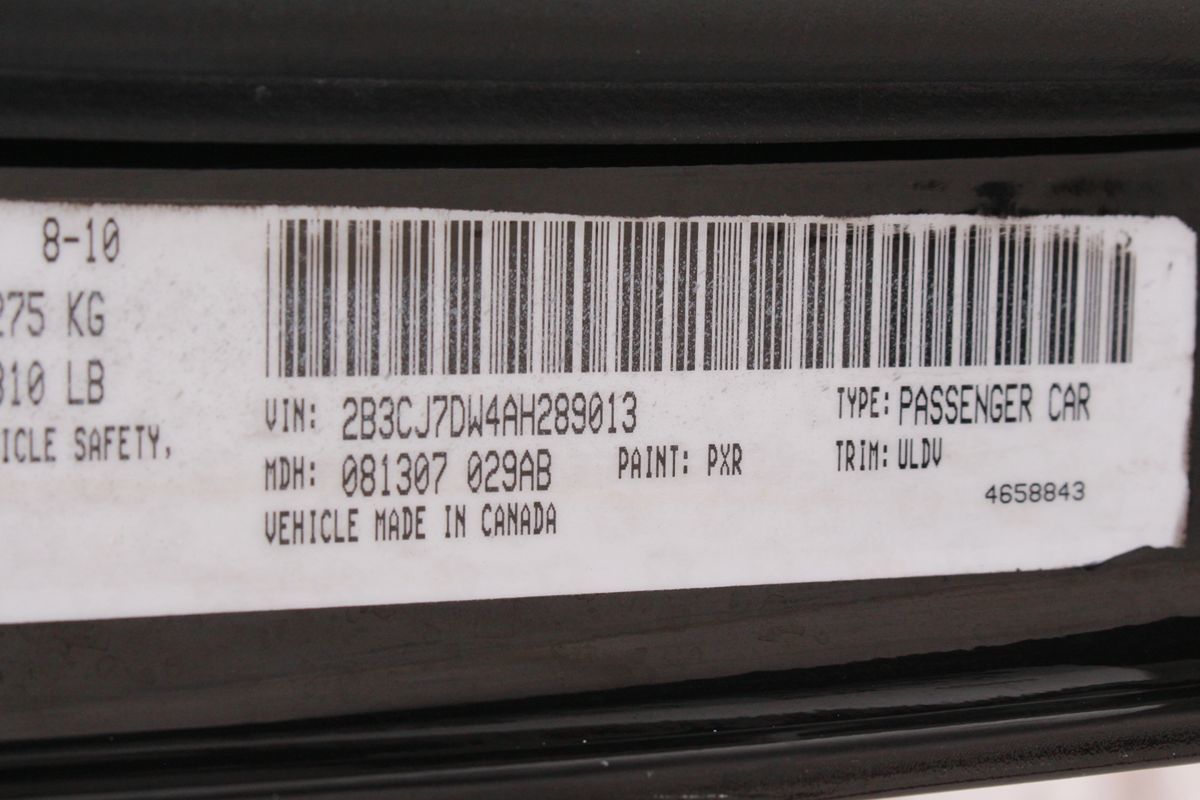 8-10
275 KG
310 LB
ICLE SAFETY,
VIN: 2B3CJ7DW4AH289013
TYPE: PASSENGER CAR
MDH: 081307 029AB
PAINT: PXR
TRIM: ULDV
VEHICLE MADE IN CANADA
4658843